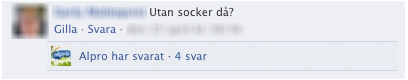 Utan socker då?
Gilla · Svara ·
Alpro har svarat · 4 svar